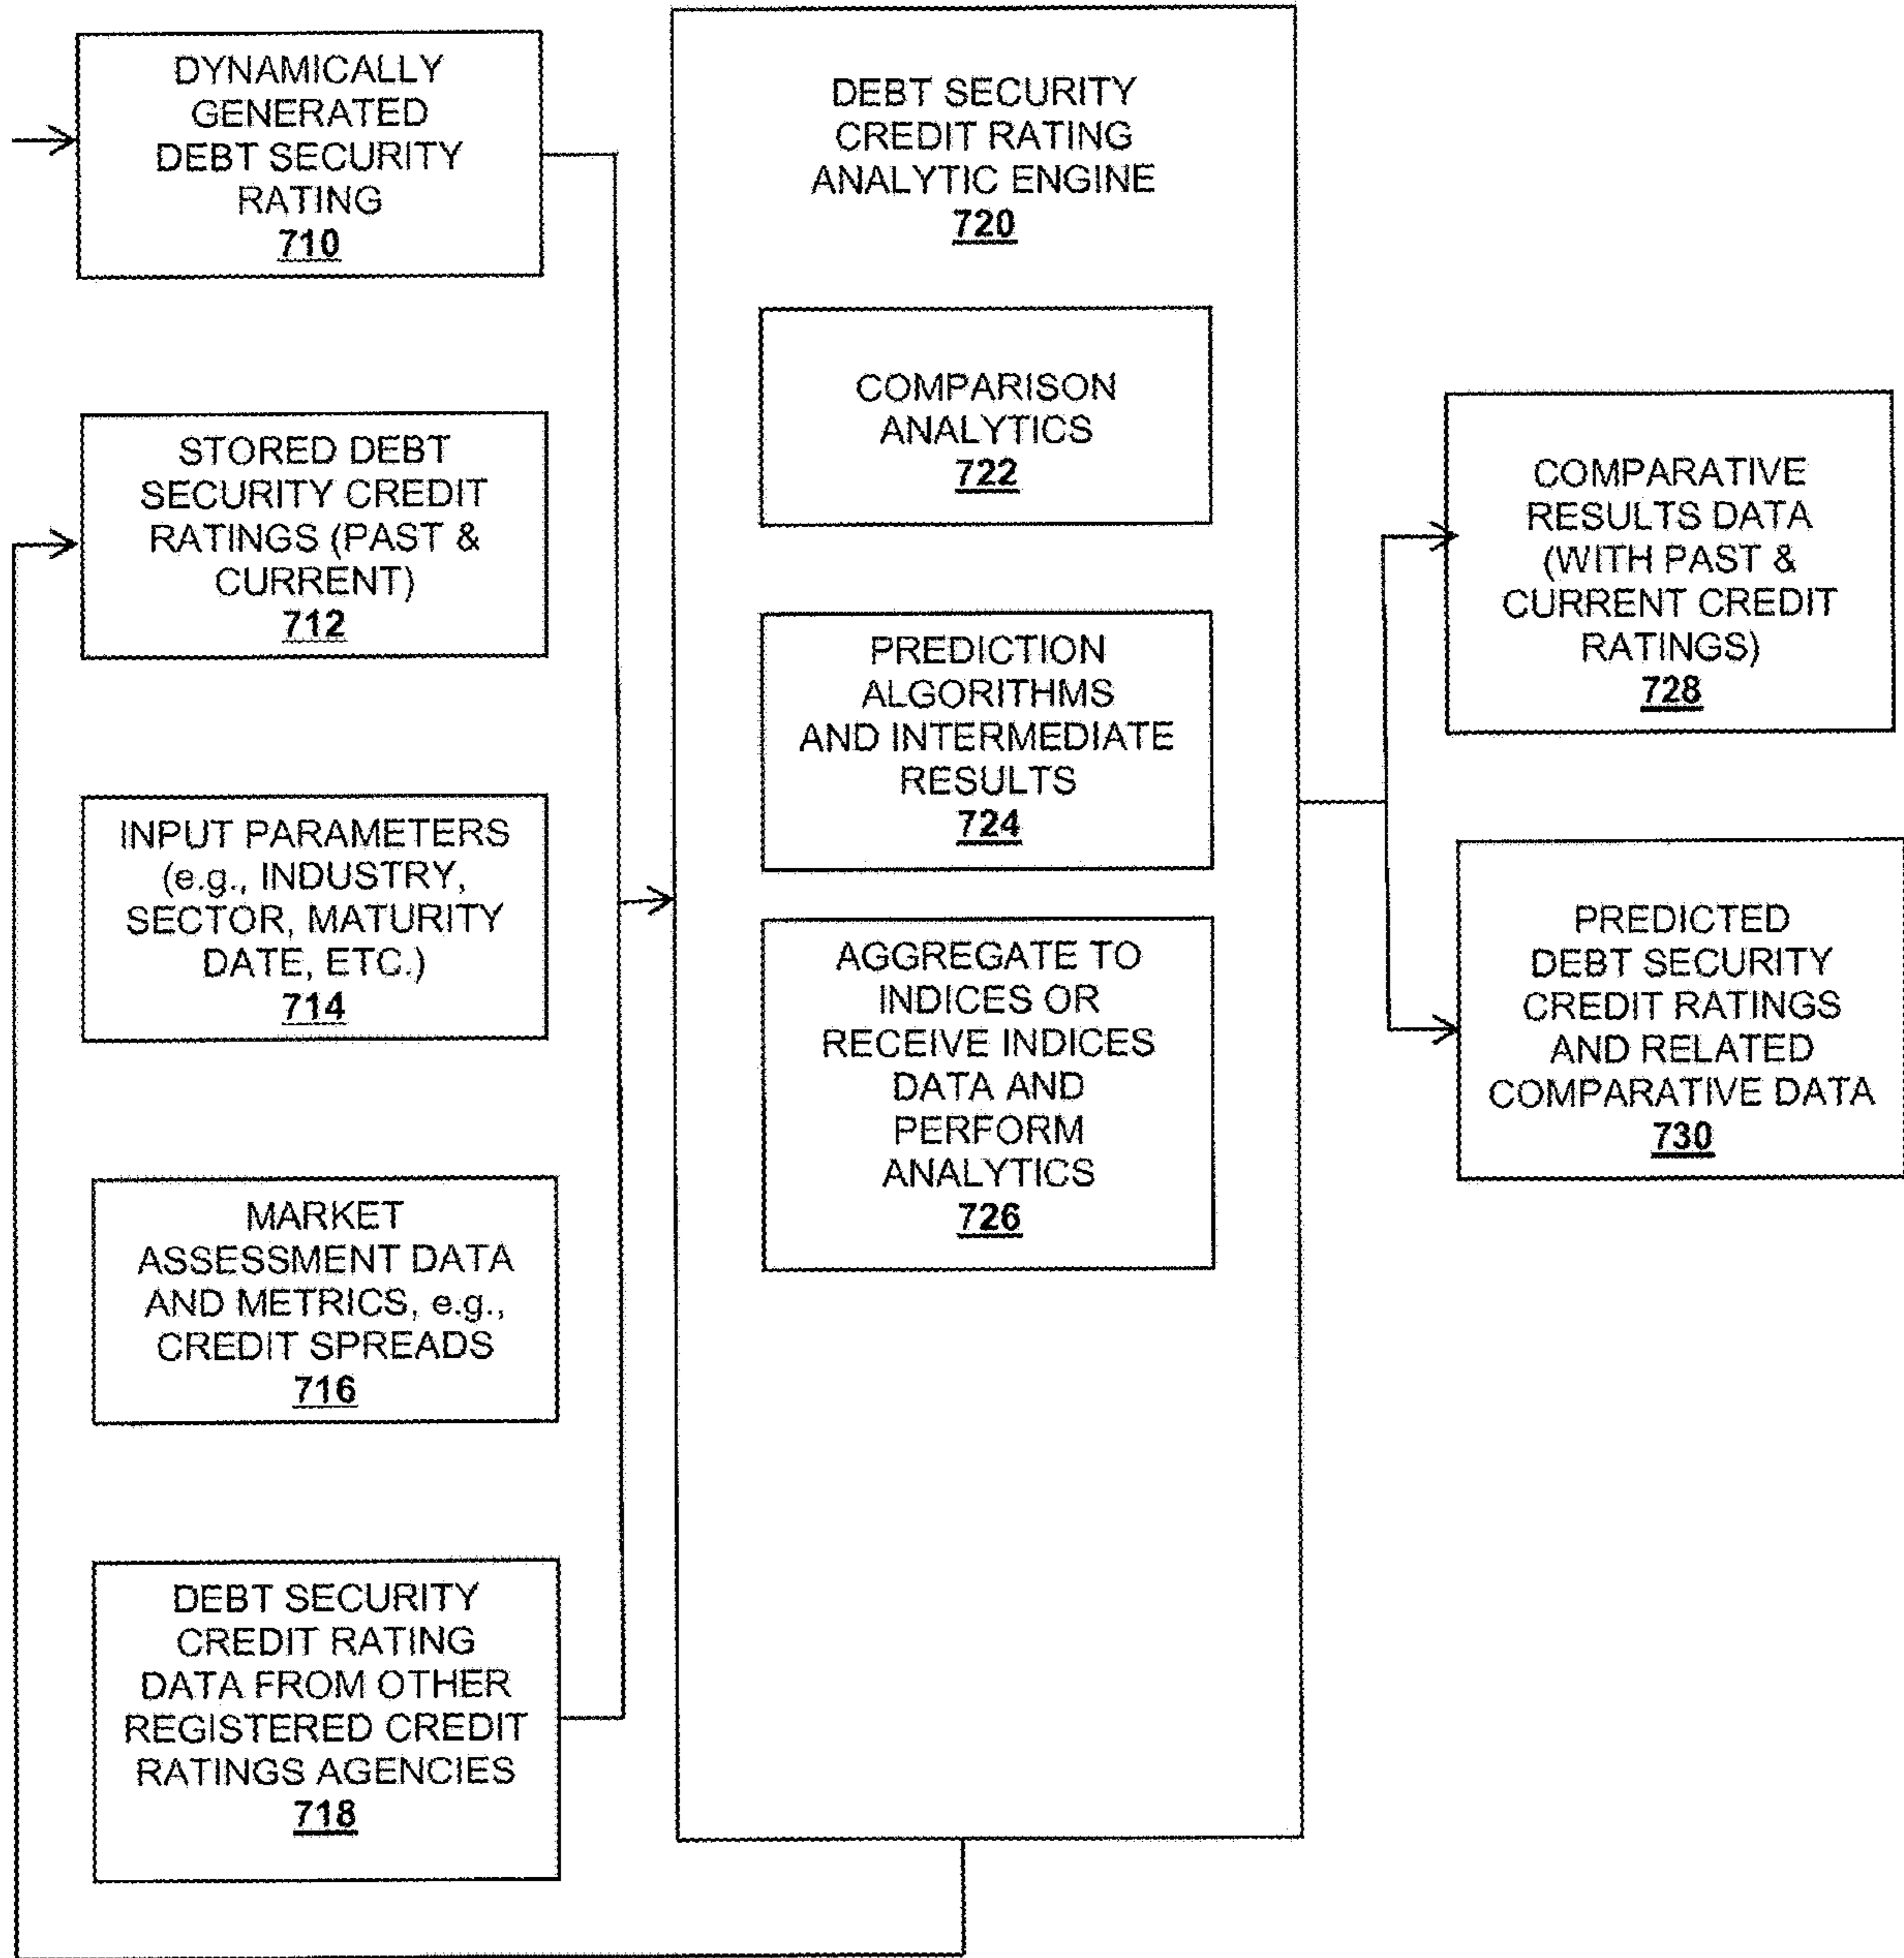 DYNAMICALLY
GENERATED
DEBT SECURITY
RATING
710
STORED DEBT
SECURITY CREDIT
RATINGS (PAST &
CURRENT)
712
INPUT PARAMETERS
(e.g., INDUSTRY,
SECTOR, MATURITY
DATE, ETC.)
714
MARKET
ASSESSMENT DATA
AND METRICS, e.g.,
CREDIT SPREADS
716
DEBT SECURITY
CREDIT RATING
DATA FROM OTHER
REGISTERED CREDIT
RATINGS AGENCIES
718
DEBT SECURITY
CREDIT RATING
ANALYTIC ENGINE
720
COMPARISON
ANALYTICS
722
PREDICTION
ALGORITHMS
AND INTERMEDIATE
RESULTS
724
AGGREGATE TO
INDICES OR
RECEIVE INDICES
DATA AND
PERFORM
ANALYTICS
726
COMPARATIVE
RESULTS DATA
(WITH PAST &
CURRENT CREDIT
RATINGS)
728
PREDICTED
DEBT SECURITY
CREDIT RATINGS
AND RELATED
COMPARATIVE DATA
730